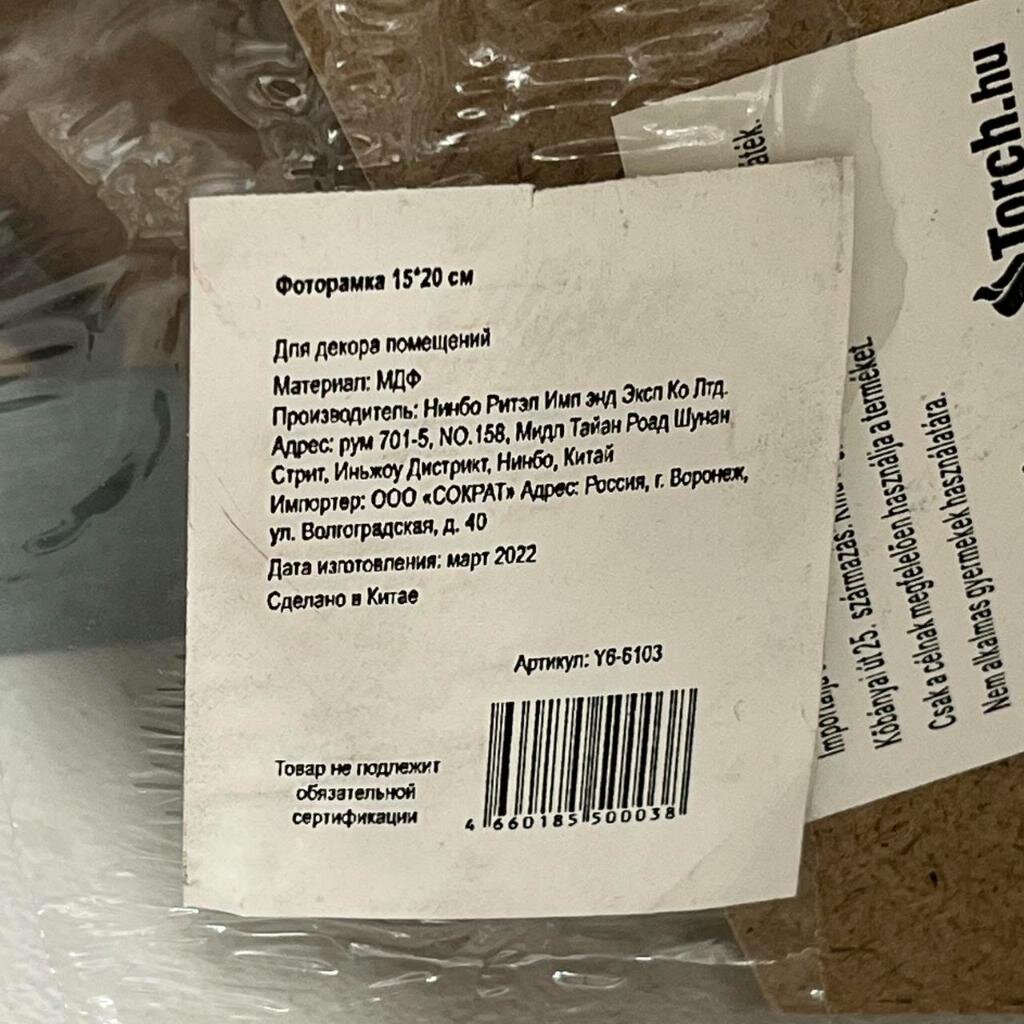 Фоторамка 15*20 см
Для декора помещений
Материал: МДФ
Производитель: Нинбо Ритэл Имп энд Эксп Ко Лтд.
Адрес: рум 701-5, NO.158, Мидл Тайан Роад Шунан
Стрит, Иньжоу Дистрикт, Нинбо, Китай
Импортер: ООО «СОКРАТ» Адрес: Россия, г. Воронеж,
ул. Волгоградская, д. 40
Дата изготовления: март 2022
Сделано в Китае
Артикул: Y6-6103
Товар не подлежит
обязательной
сертификации
4 660185 500038
Torch.hu
Kőbányai út 25. származás:
Csak a célnak megfelelően használja a terméket.
Nem alkalmas gyermekek használatára.